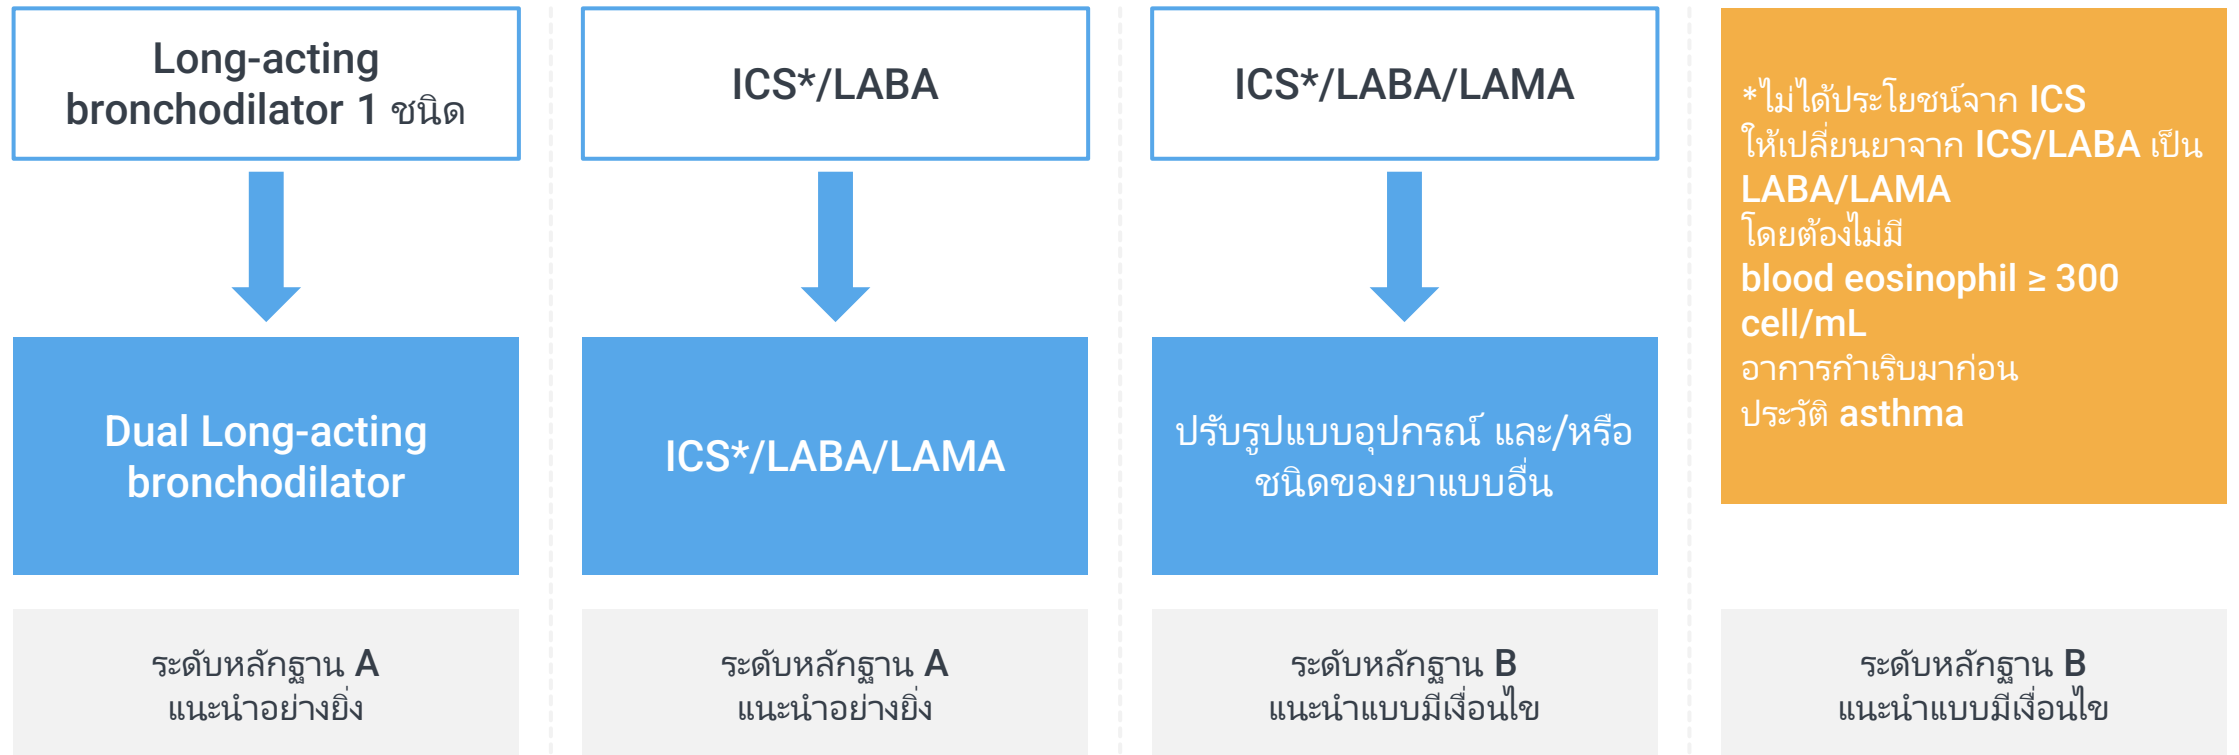 Long-acting
bronchodilator 1 ชนิด
Dual Long-acting
bronchodilator
ระดับหลักฐาน A
แนะนำอย่างยิ่ง
ICS*/LABA
ICS*/LABA/LAMA
ระดับหลักฐาน A
แนะนำอย่างยิ่ง
ICS*/LABA/LAMA
ปรับรูปแบบอุปกรณ์ และ/หรือ
ชนิดของยาแบบอื่น
ระดับหลักฐาน B
แนะนำแบบมีเงื่อนไข
*ไม่ได้ประโยชน์จาก ICS
ให้เปลี่ยนยาจาก ICS/LABA เป็น
LABA/LAMA
โดยต้องไม่มี
blood eosinophil ≥ 300
cell/mL
อาการกำเริบมาก่อน
ประวัติ asthma
ระดับหลักฐาน B
แนะนำแบบมีเงื่อนไข